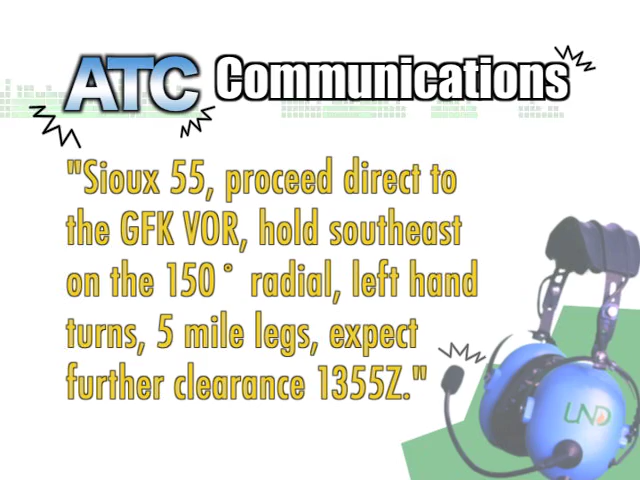 ATC Communications
"Sioux 55, proceed direct to
the GFK VOR, hold southeast
on the 150° radial, left hand
turns, 5 mile legs, expect
further clearance 1355Z."
UND